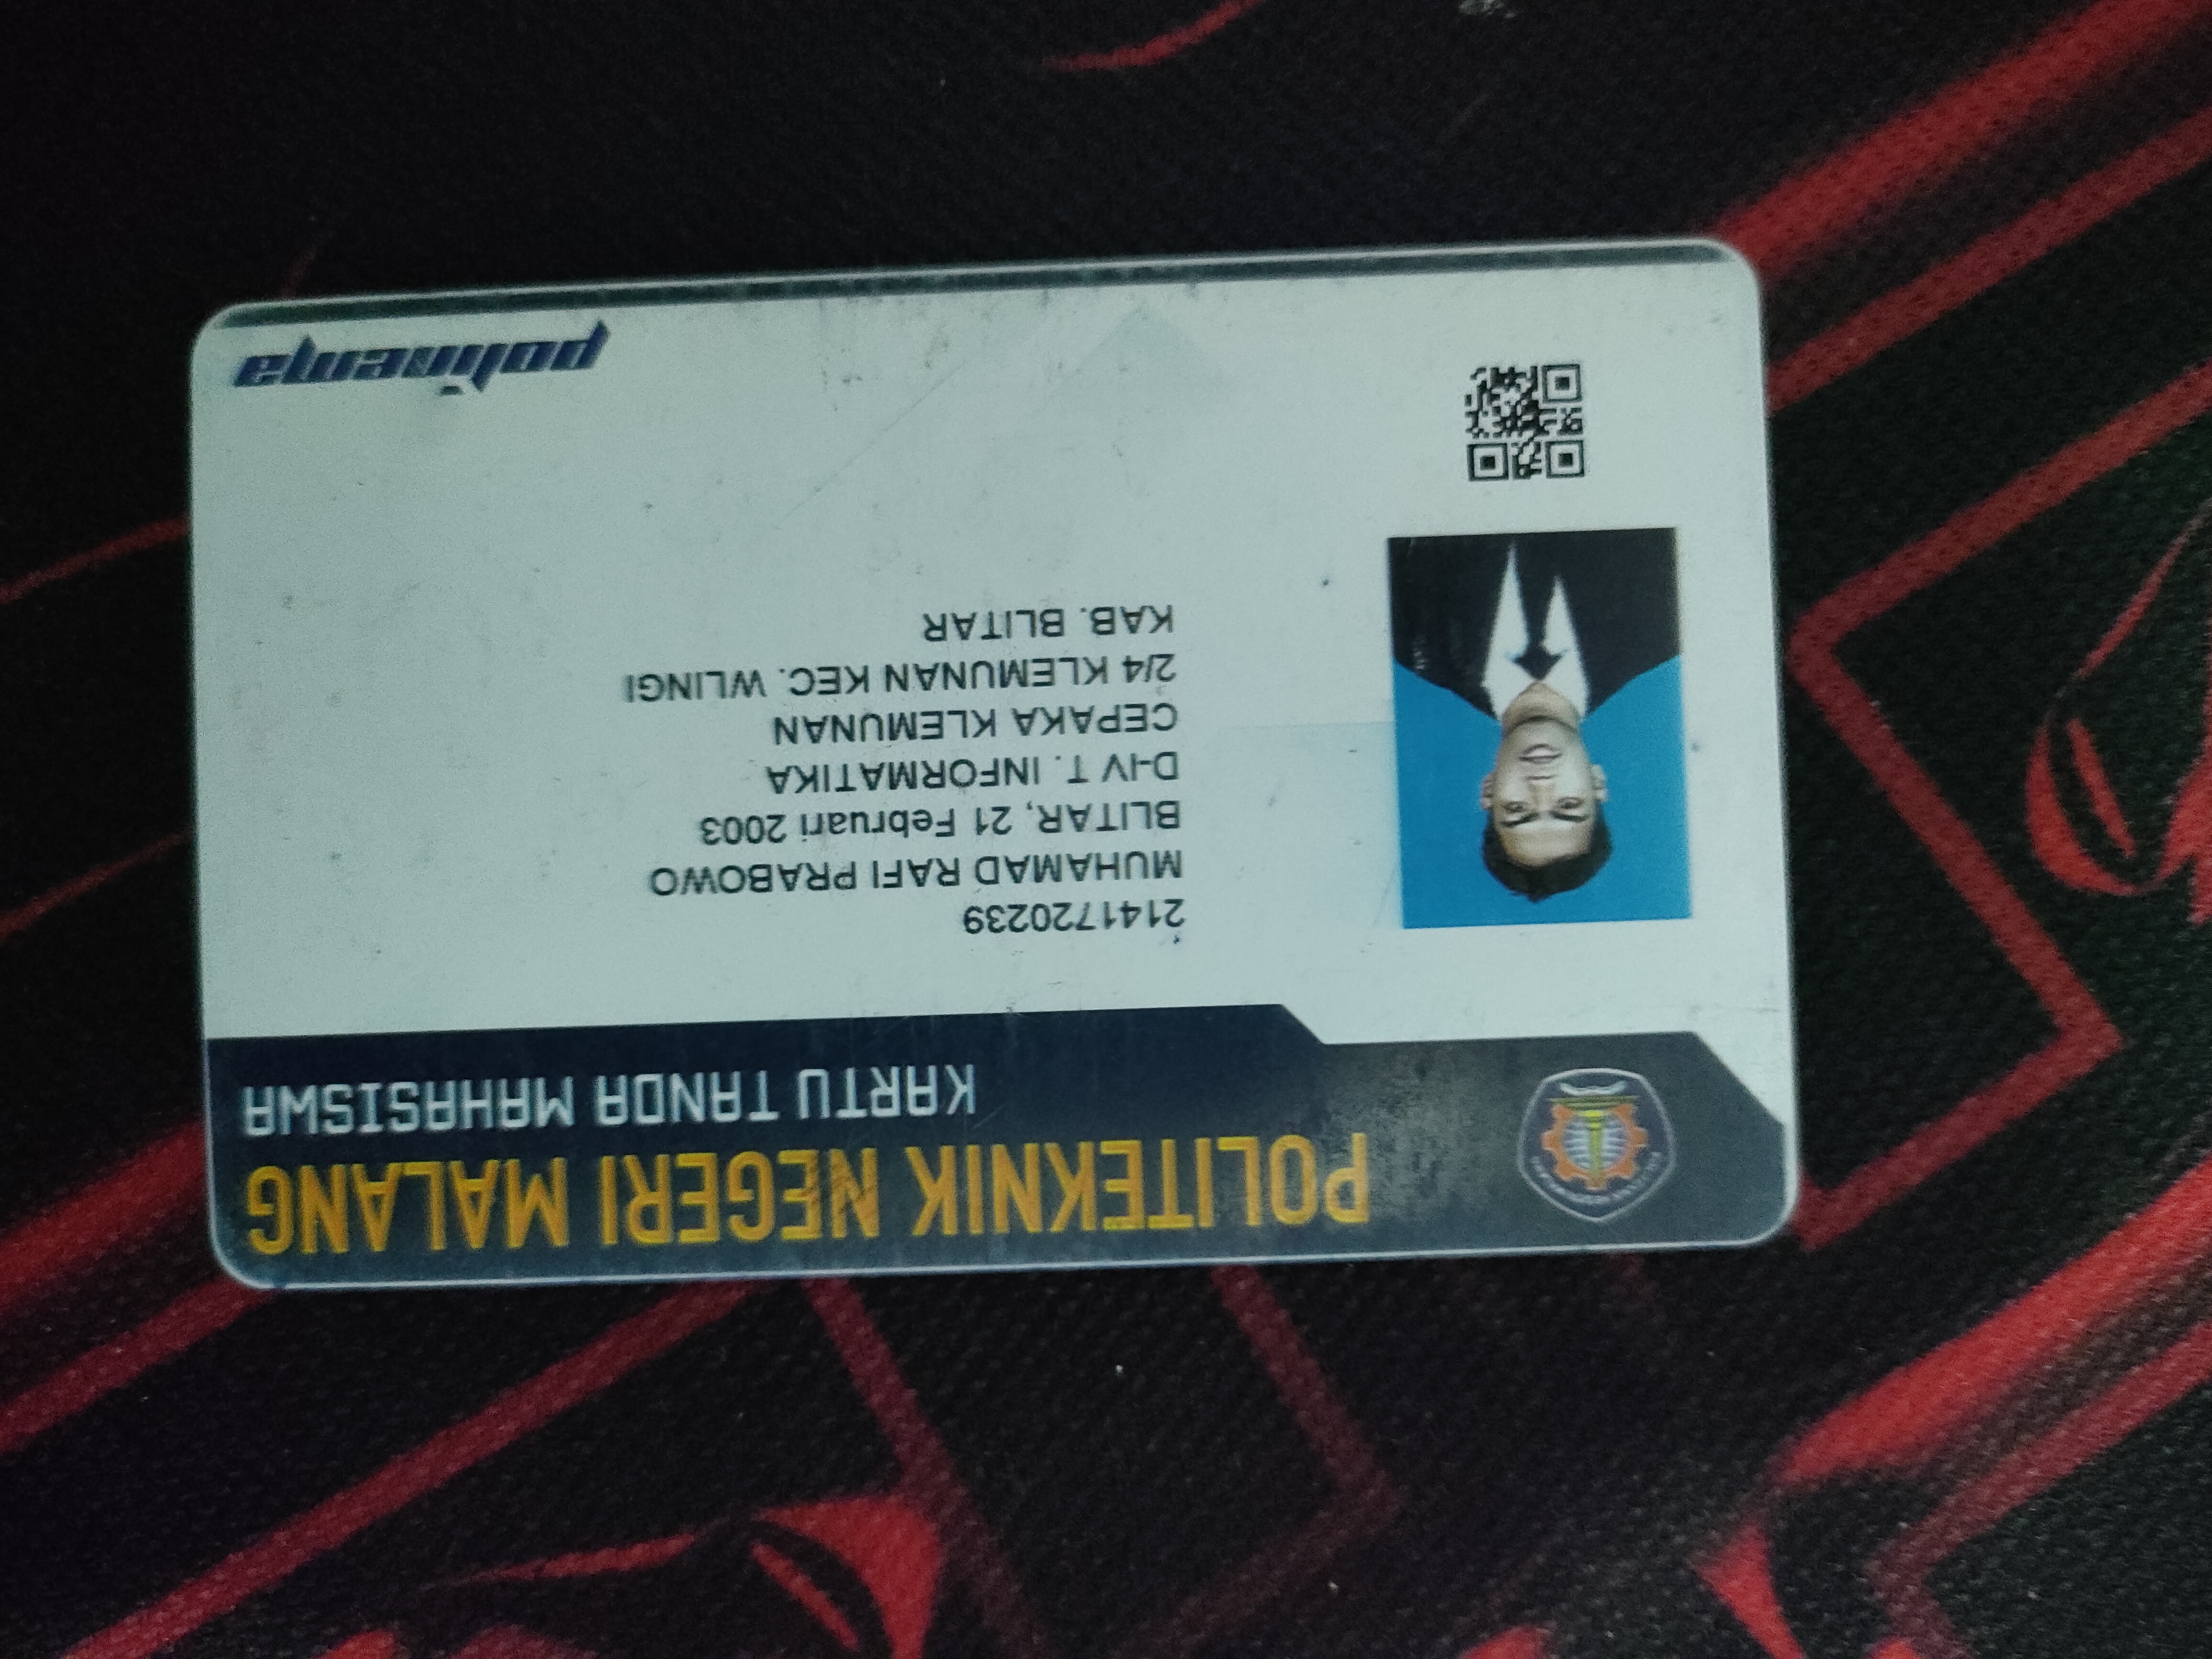 POLITEKNIK NEGERI MALANG
KARTU TANDA MAHASISWA
2141720239
MUHAMAD RAFI PRABOWO
BLITAR, 21 Februari 2003
D-IV T. INFORMATIKA
CEPAKA KLEMUNAN
2/4 KLEMUNAN KEC. WLINGI
KAB. BLITAR
polinema